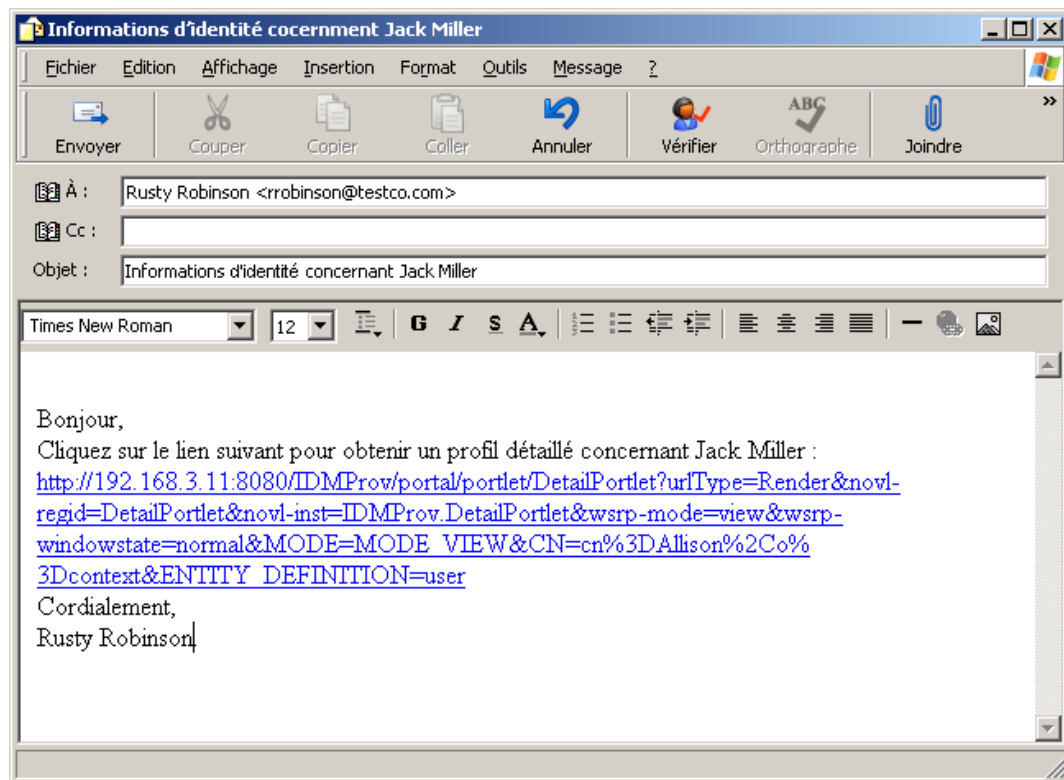 Informations d'identité cocernment Jack Miller
Fichier Edition Affichage Insertion Format Outils Message ?
Envoyer Couper Copier Coller Annuler Vérifier ABC Orthographe Joindre »
À : Rusty Robinson <rrobinson@testco.com>
Cc :
Objet : Informations d'identité concernant Jack Miller
Times New Roman 12 G I S A
Bonjour,
Cliquez sur le lien suivant pour obtenir un profil détaillé concernant Jack Miller :
http://192.168.3.11:8080/IDMProv/portal/portlet/DetailPortlet?urlType=Render&novl-
regid=DetailPortlet&novl-inst=IDMProv.DetailPortlet&wsrp-mode=view&wsrp-
windowstate=normal&MODE=MODE_VIEW&CN=cn%3DAllison%2Co%
3Dcontext&ENTITY_DEFINITION=user
Cordialement,
Rusty Robinson